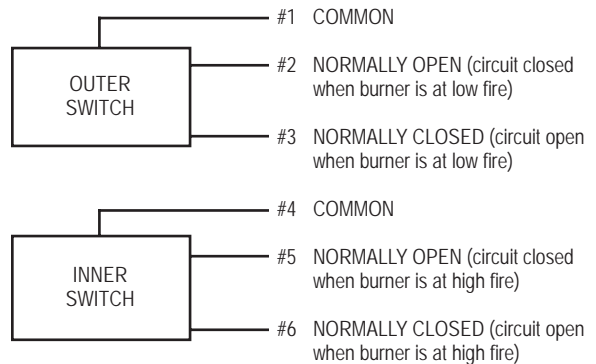 #1 COMMON
OUTER
SWITCH
#2 NORMALLY OPEN (circuit closed
when burner is at low fire)
#3 NORMALLY CLOSED (circuit open
when burner is at low fire)
#4 COMMON
INNER
SWITCH
#5 NORMALLY OPEN (circuit closed
when burner is at high fire)
#6 NORMALLY CLOSED (circuit open
when burner is at high fire)